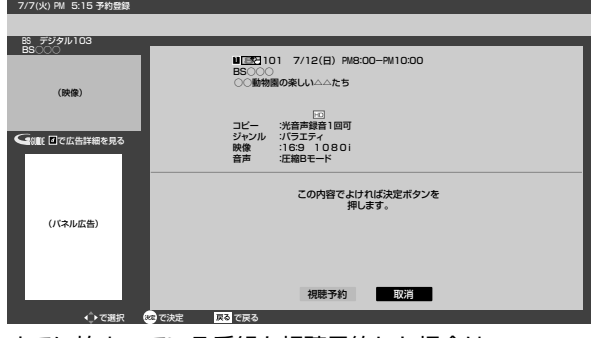 7/7(火) PM 5:15 予約登録
BS デジタル103
BS○○○
(映像)
で広告詳細を見る
(パネル広告)
101 7/12(日) PM8:00−PM10:00
BS○○○
○○動物園の楽しい△△たち
HD
コピー :光音声録音1回可
ジャンル :バラエティ
映像 :16:9 1080i
音声 :圧縮Bモード
この内容でよければ決定ボタンを
押します。
視聴予約 取消
で選択 決定 で決定 戻る で戻る